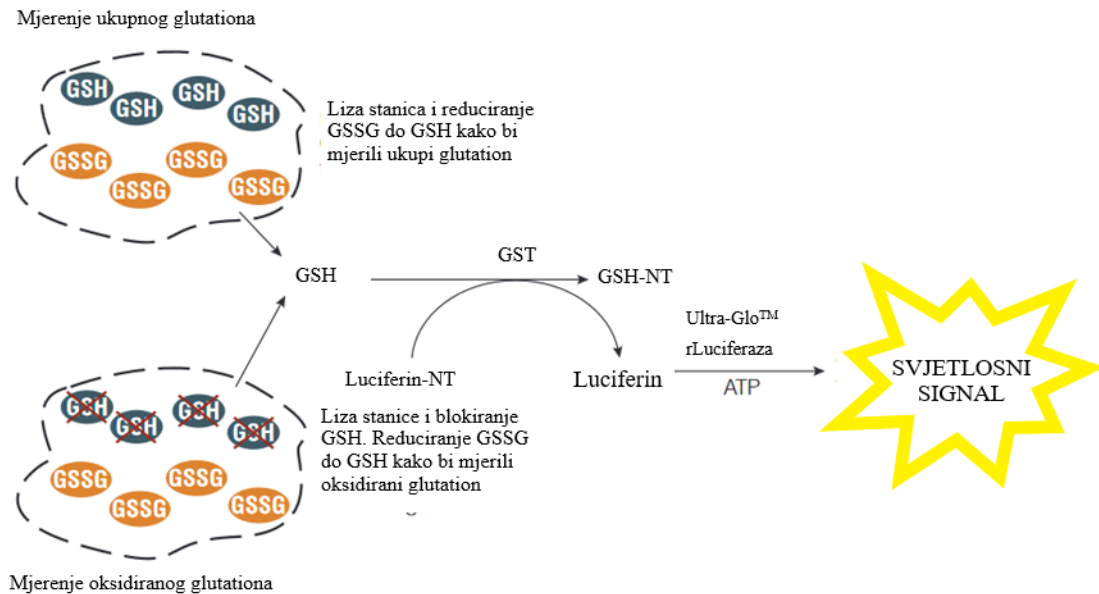 Mjerenje ukupnog glutationa
GSH
GSH
GSH
GSH
GSSG
GSSG
GSSG
GSSG
Liza stanica i reduciranje
GSSG do GSH kako bi
mjerili ukupi glutation
GSH
GST
GSH-NT
Luciferin-NT
Luciferin
Ultra-Glo™
rLuciferaza
ATP
SVJETLOSNI
SIGNAL
GSH
GSH
GSH
GSH
GSSG
GSSG
GSSG
GSSG
Liza stanice i blokiranje
GSH. Reduciranje GSSG
do GSH kako bi mjerili
oksidirani glutation
Mjerenje oksidiranog glutationa